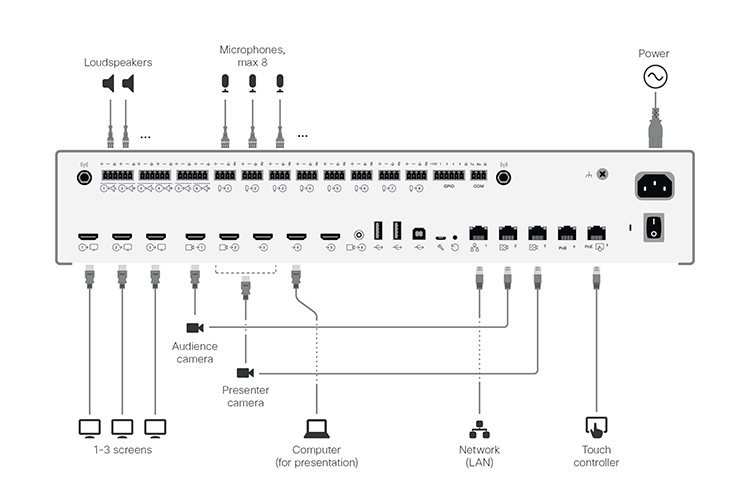 Loudspeakers
Microphones,
max 8
Power
...
...
GPIO
COM
PoE
PoE
Audience
camera
Presenter
camera
1-3 screens
Computer
(for presentation)
Network
(LAN)
Touch
controller